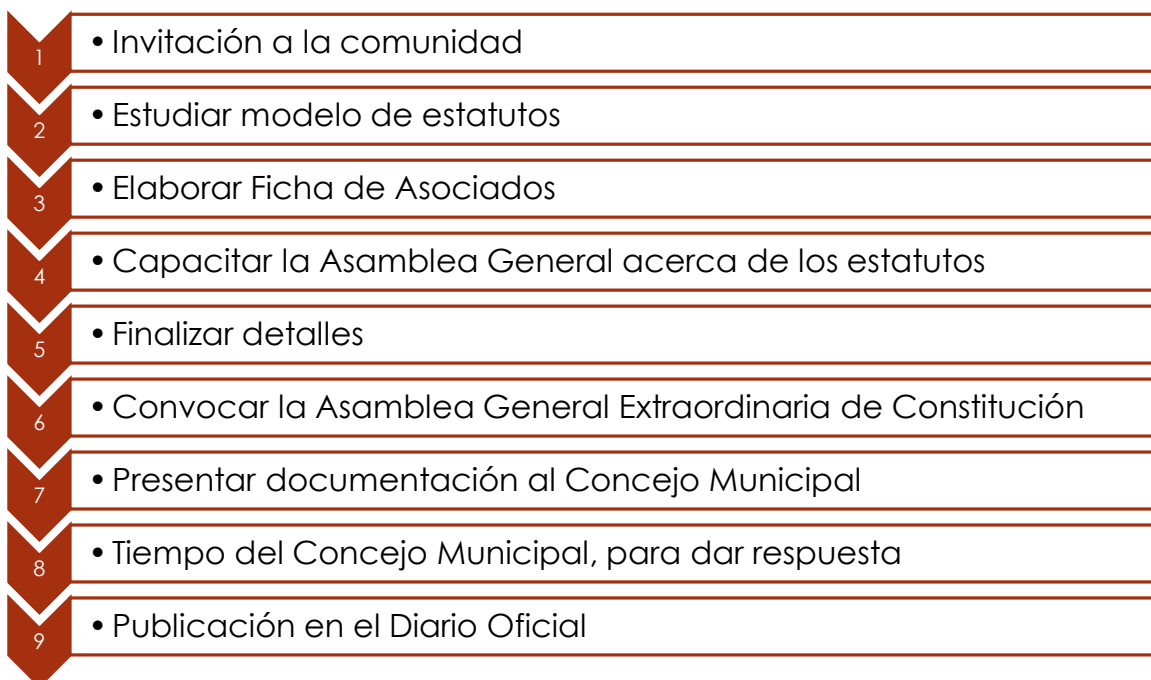 1
• Invitación a la comunidad
2
• Estudiar modelo de estatutos
3
• Elaborar Ficha de Asociados
4
• Capacitar la Asamblea General acerca de los estatutos
5
• Finalizar detalles
6
• Convocar la Asamblea General Extraordinaria de Constitución
7
• Presentar documentación al Concejo Municipal
8
• Tiempo del Concejo Municipal, para dar respuesta
9
• Publicación en el Diario Oficial